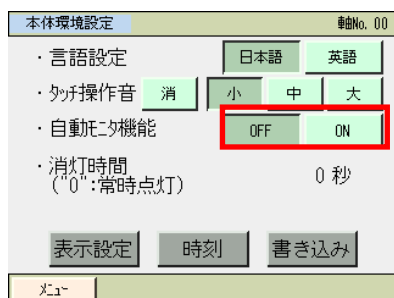 本体環境設定 軸No. 00
・言語設定 日本語 英語
・タッチ操作音 消 小 中 大
・自動モニタ機能 OFF ON
・消灯時間 0 秒
("0":常時点灯)
表示設定 時刻 書き込み
メニュー